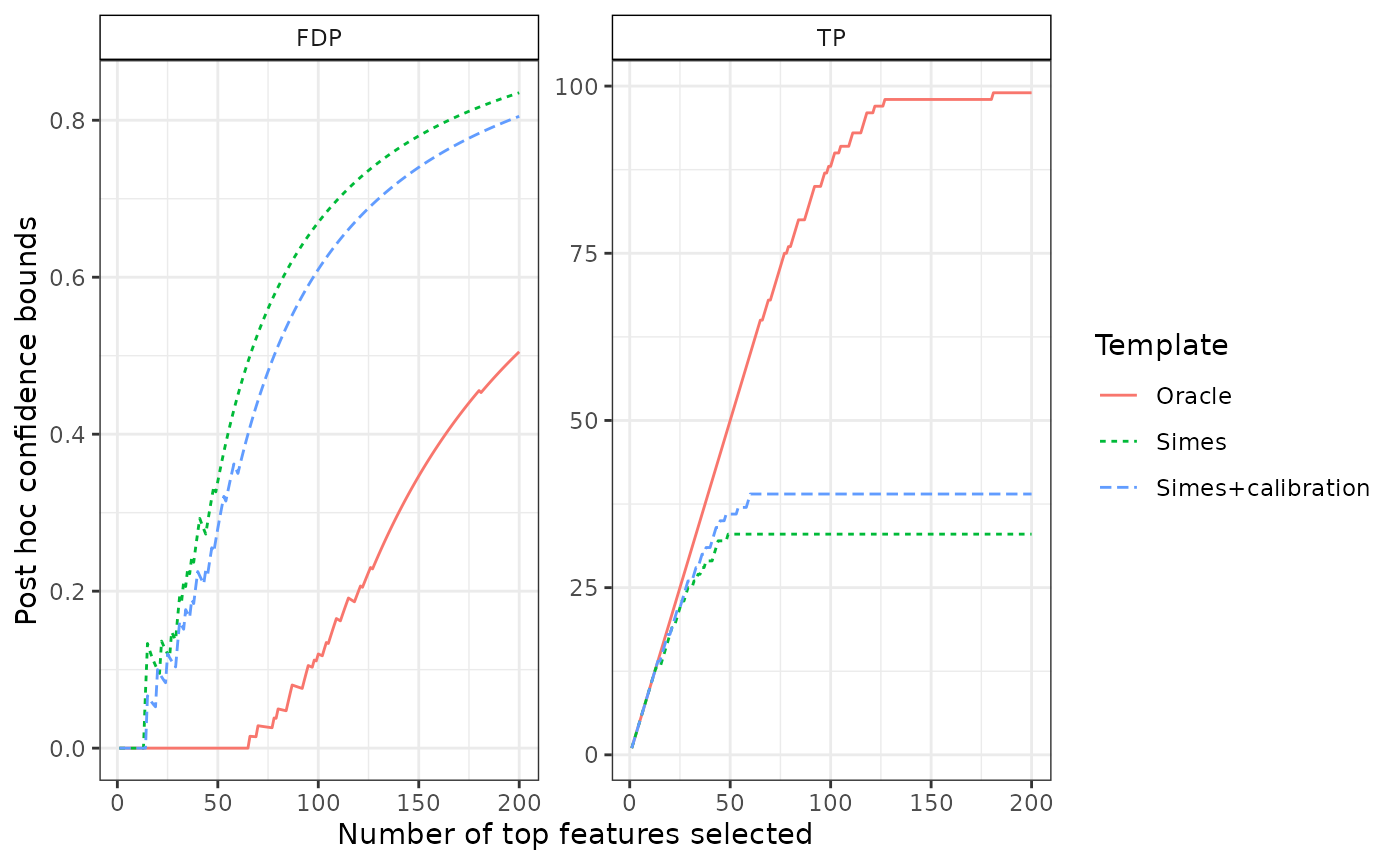 FDP
TP
Post hoc confidence bounds
0.8
0.6
0.4
0.2
0.0
100
75
50
25
0
0 50 100 150 200
0 50 100 150 200
Number of top features selected
Template
Oracle
Simes
Simes+calibration